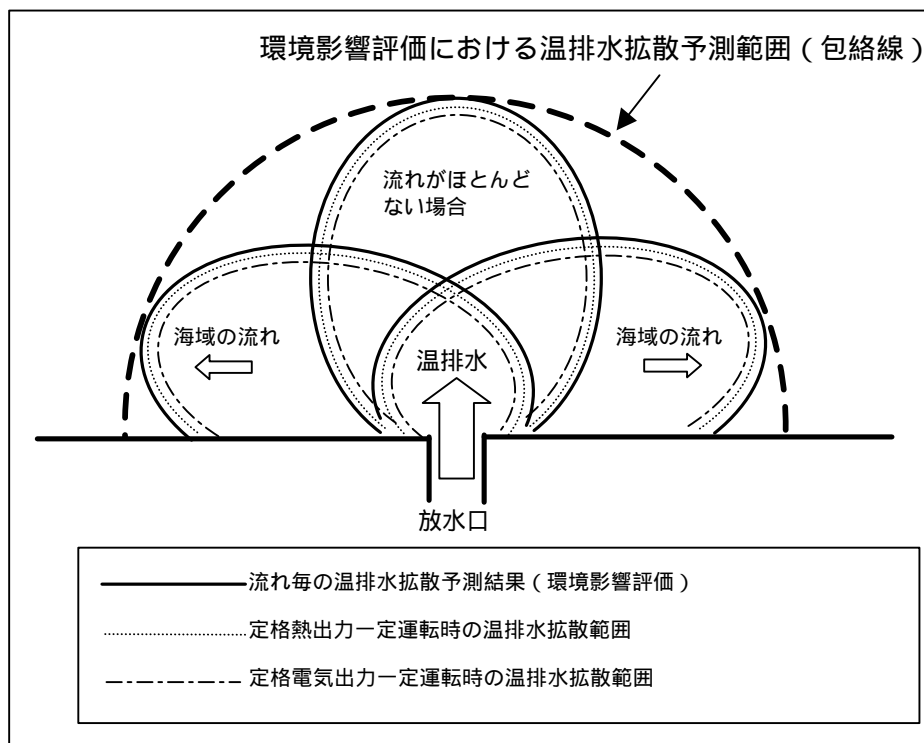 環境影響評価における温排水拡散予測範囲（包絡線）
流れがほとんど
ない場合
海域の流れ
温排水
海域の流れ
放水口
流れ毎の温排水拡散予測結果（環境影響評価）
定格熱出力一定運転時の温排水拡散範囲
定格電気出力一定運転時の温排水拡散範囲